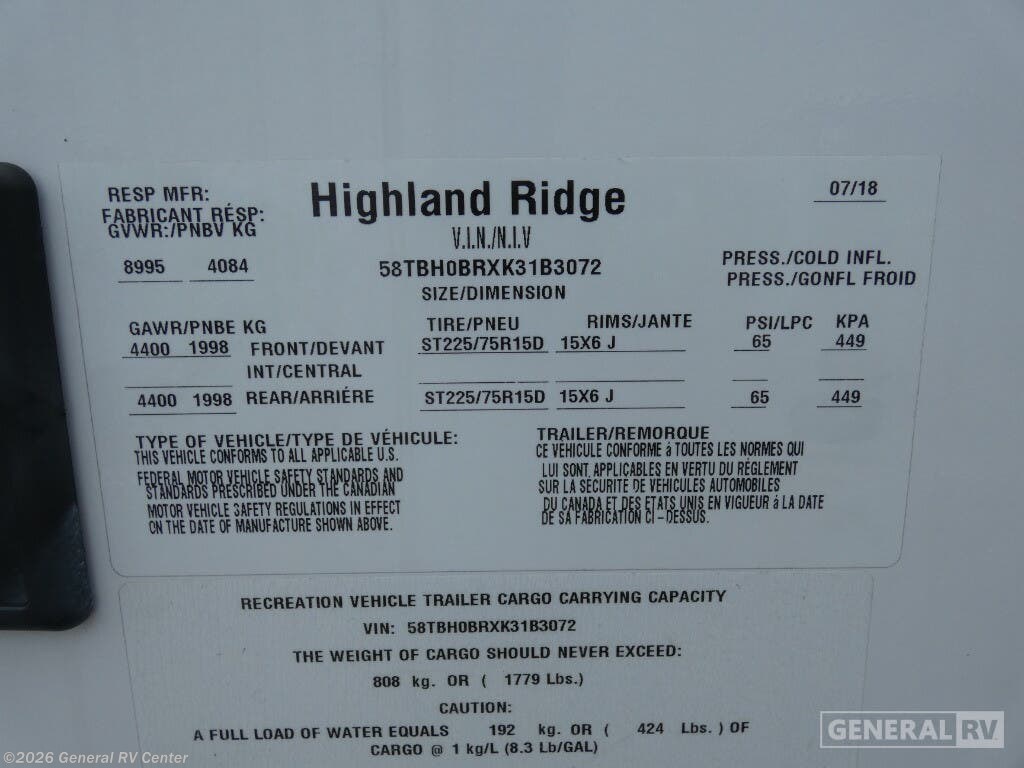 RESP MFR: Highland Ridge 07/18
FABRICANT RÉSP:
GVWR:/PNBV KG V.I.N./N.I.V
8995 4084 58TBH0BRXK31B3072 PRESS./COLD INFL.
SIZE/DIMENSION PRESS./GONFL FROID
GAWR/PNBE KG TIRE/PNEU RIMS/JANTE PSI/LPC KPA
4400 1998 FRONT/DEVANT ST225/75R15D 15X6 J 65 449
INT/CENTRAL
4400 1998 REAR/ARRIÉRE ST225/75R15D 15X6 J 65 449
TYPE OF VEHICLE/TYPE DE VÉHICULE: TRAILER/REMORQUE
THIS VEHICLE CONFORMS TO ALL APPLICABLE U.S.
FEDERAL MOTOR VEHICLE SAFETY STANDARDS AND
STANDARDS PRESCRIBED UNDER THE CANADIAN
MOTOR VEHICLE SAFETY REGULATIONS IN EFFECT
ON THE DATE OF MANUFACTURE SHOWN ABOVE.
CE VÉHICULE CONFORME à TOUTES LES NORMES QUI
LUI SONT APPLICABLES EN VERTU DU RÉGLEMENT
SUR LA SÉCURITÉ DE VÉHICULES AUTOMOBILES
DU CANADA ET DES ÉTATS UNIS EN VIGUEUR à LA DATE
DE SA FABRICATION CI-DESSUS.
RECREATION VEHICLE TRAILER CARGO CARRYING CAPACITY
VIN: 58TBH0BRXK31B3072
THE WEIGHT OF CARGO SHOULD NEVER EXCEED:
808 kg. OR ( 1779 Lbs.)
CAUTION:
A FULL LOAD OF WATER EQUALS 192 kg. OR ( 424 Lbs. ) OF
CARGO @ 1 kg/L (8.3 Lb/GAL)
GENERAL RV
GENERAL RV
©2026 General RV Center